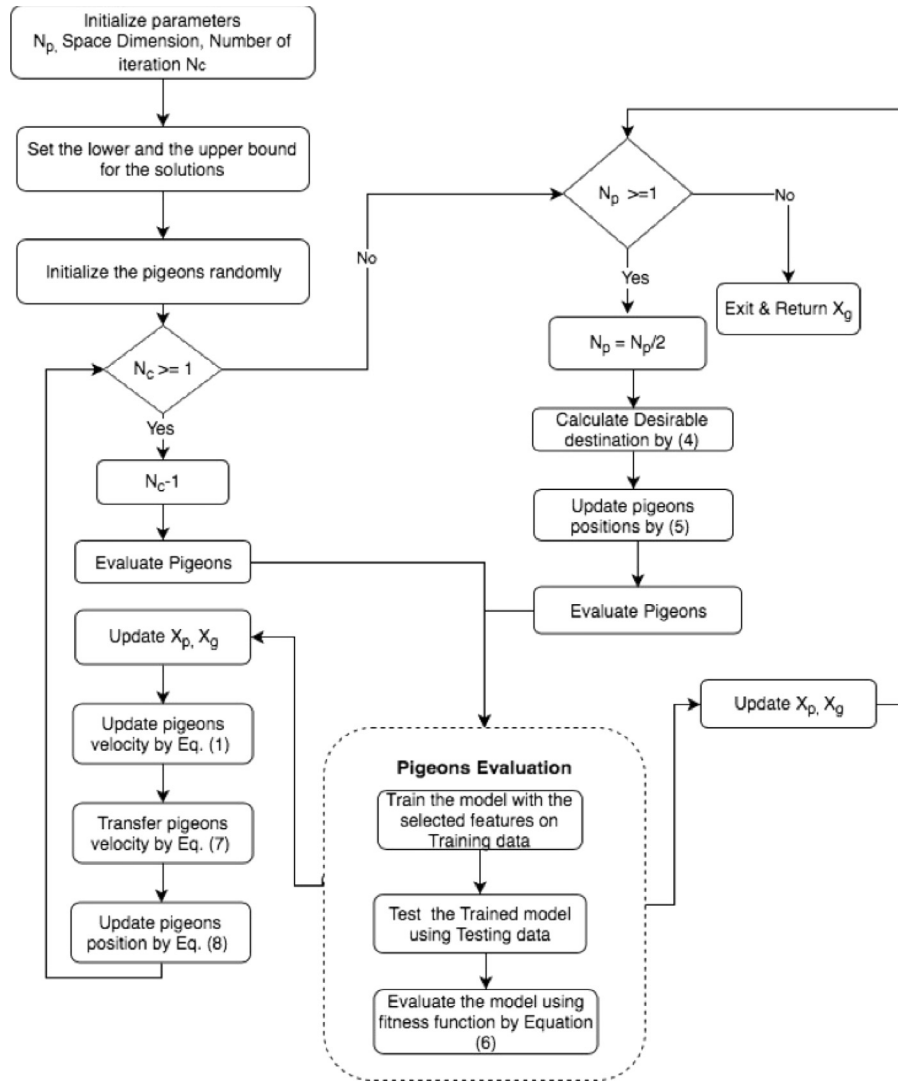 Initialize parameters
Np, Space Dimension, Number of
iteration Nc
Set the lower and the upper bound
for the solutions
Initialize the pigeons randomly
Nc >= 1
No
Yes
Nc-1
Evaluate Pigeons
Update Xp, Xg
Update pigeons
velocity by Eq. (1)
Transfer pigeons
velocity by Eq. (7)
Update pigeons
position by Eq. (8)
Np >=1
No
Yes
Exit & Return Xg
Np = Np/2
Calculate Desirable
destination by (4)
Update pigeons
positions by (5)
Evaluate Pigeons
Pigeons Evaluation
Train the model with the
selected features on
Training data
Test the Trained model
using Testing data
Evaluate the model using
fitness function by Equation
(6)
Update Xp, Xg